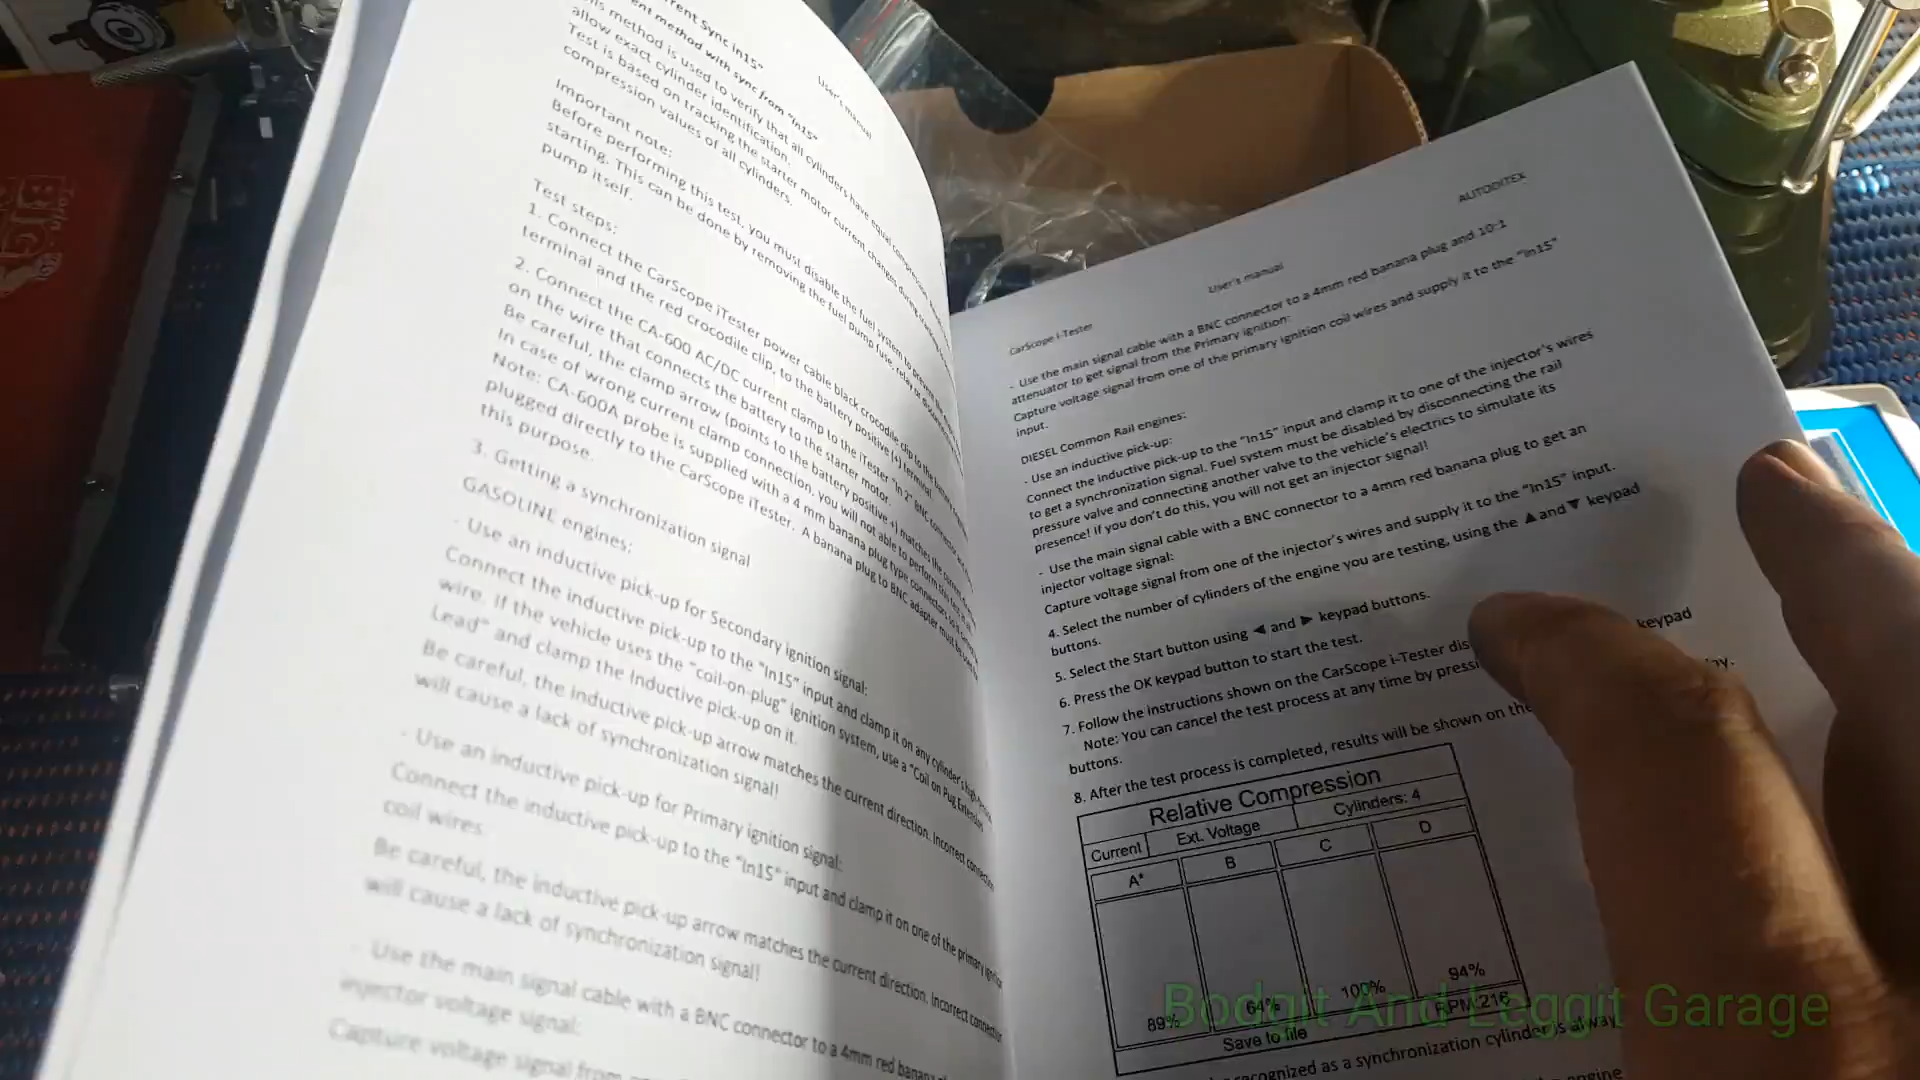 rrent Sync In15"
ent method with sync from "In15"
User's manual
his method is used to verify that all cylinders have equal compression.
allow exact cylinder identification.
Test is based on tracking the starter motor current changes during
compression values of all cylinders.
Important note:
Before performing this test, you must disable the fuel system to prevent the
starting. This can be done by removing the fuel pump fuse, relay or
pump itself.
Test steps:
1. Connect the CarScope iTester power cable black crocodile clip to the battery
terminal and the red crocodile clip, to the battery positive (+) terminal.
2. Connect the CA-600 AC/DC current clamp to the iTester "In 2" BNC connector and
on the wire that connects the battery to the starter motor.
Be careful, the clamp arrow (points to the battery positive +) matches the current
In case of wrong current clamp connection, you will not able to perform this test
Note: CA-600A probe is supplied with a 4 mm banana plug type connectors, so it
plugged directly to the CarScope iTester. A banana plug to BNC adapter must be used for
this purpose.
3. Getting a synchronization signal
GASOLINE engines:
- Use an inductive pick-up for Secondary ignition signal:
Connect the inductive pick-up to the "In15" input and clamp it on any cylinder's high
wire. If the vehicle uses the "coil-on-plug" ignition system, use a "Coil on Pug Extension
Lead" and clamp the Inductive pick-up on it.
Be careful, the inductive pick-up arrow matches the current direction. Incorrect connection
will cause a lack of synchronization signal!
- Use an inductive pick-up for Primary ignition signal:
Connect the inductive pick-up to the "In15" input and clamp it on one of the primary ignition
coil wires.
Be careful, the inductive pick-up arrow matches the current direction. Incorrect connection
will cause a lack of synchronization signal!
- Use the main signal cable with a BNC connector to a 4mm red banana
injector voltage signal:
Capture voltage signal from
CarScope i-Tester User's manual AUTODITEX
- Use the main signal cable with a BNC connector to a 4mm red banana plug and 10:1
attenuator to get signal from the Primary ignition:
Capture voltage signal from one of the primary ignition coil wires and supply it to the "In15"
input.
DIESEL Common Rail engines:
- Use an inductive pick-up:
Connect the inductive pick-up to the "In15" input and clamp it to one of the injector's wires
to get a synchronization signal. Fuel system must be disabled by disconnecting the rail
pressure valve and connecting another valve to the vehicle's electrics to simulate its
presence! If you don't do this, you will not get an injector signal!
- Use the main signal cable with a BNC connector to a 4mm red banana plug to get an
injector voltage signal:
Capture voltage signal from one of the injector's wires and supply it to the "In15" input.
4. Select the number of cylinders of the engine you are testing, using the ▲and▼ keypad
buttons.
5. Select the Start button using ◄ and ► keypad buttons.
6. Press the OK keypad button to start the test.
7. Follow the instructions shown on the CarScope i-Tester dis
Note: You can cancel the test process at any time by pressi keypad
buttons.
8. After the test process is completed, results will be shown on the ay.
Relative Compression
Current Ext. Voltage Cylinders: 4
A* B C D
89% 64% 100% 94%
Save to file RPM:216
recognized as a synchronization cylinder is alway
engine
Bodgit And Leggit Garage